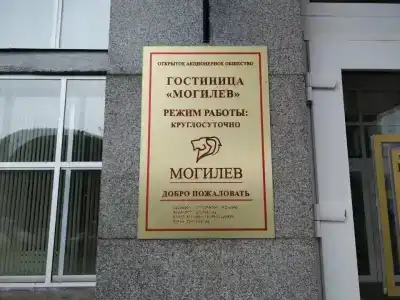 ОТКРЫТОЕ АКЦИОНЕРНОЕ ОБЩЕСТВО
ГОСТИНИЦА
«МОГИЛЕВ»
РЕЖИМ РАБОТЫ:
КРУГЛОСУТОЧНО
МОГИЛЕВ
ДОБРО ПОЖАЛОВАТЬ